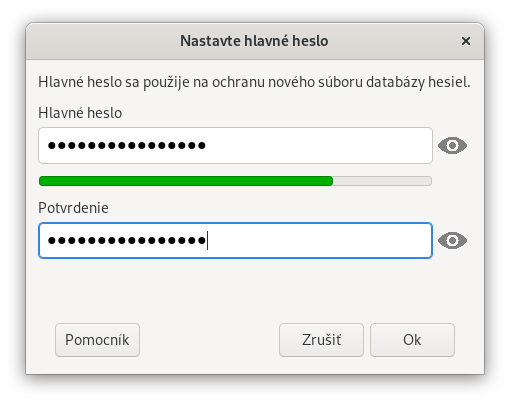 Nastavte hlavné heslo
Hlavné heslo sa použije na ochranu nového súboru databázy hesiel.
Hlavné heslo
●●●●●●●●●●●●●●●●
Potvrdenie
●●●●●●●●●●●●●●●●
Pomocník
Zrušiť
Ok